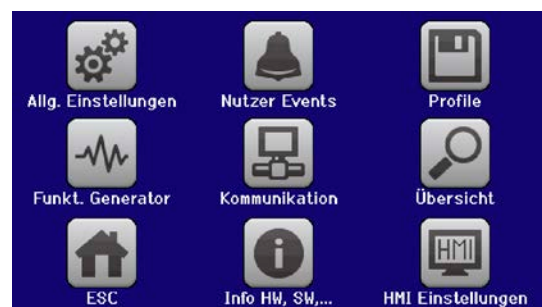 Allg. Einstellungen
Nutzer Events
Profile
Funkt. Generator
Kommunikation
Übersicht
HMI
ESC
Info HW, SW,...
HMI Einstellungen